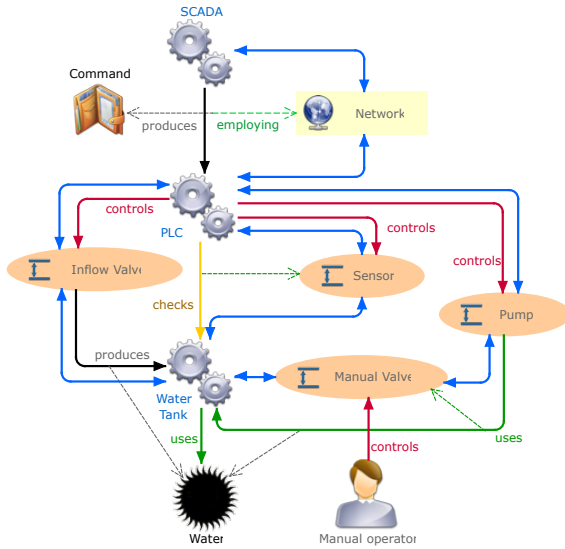 SCADA
Command
Network
produces
employing
controls
PLC
controls
controls
Inflow Valve
Sensor
checks
Pump
produces
Manual Valve
Water
Tank
uses
uses
controls
Water
Manual operator